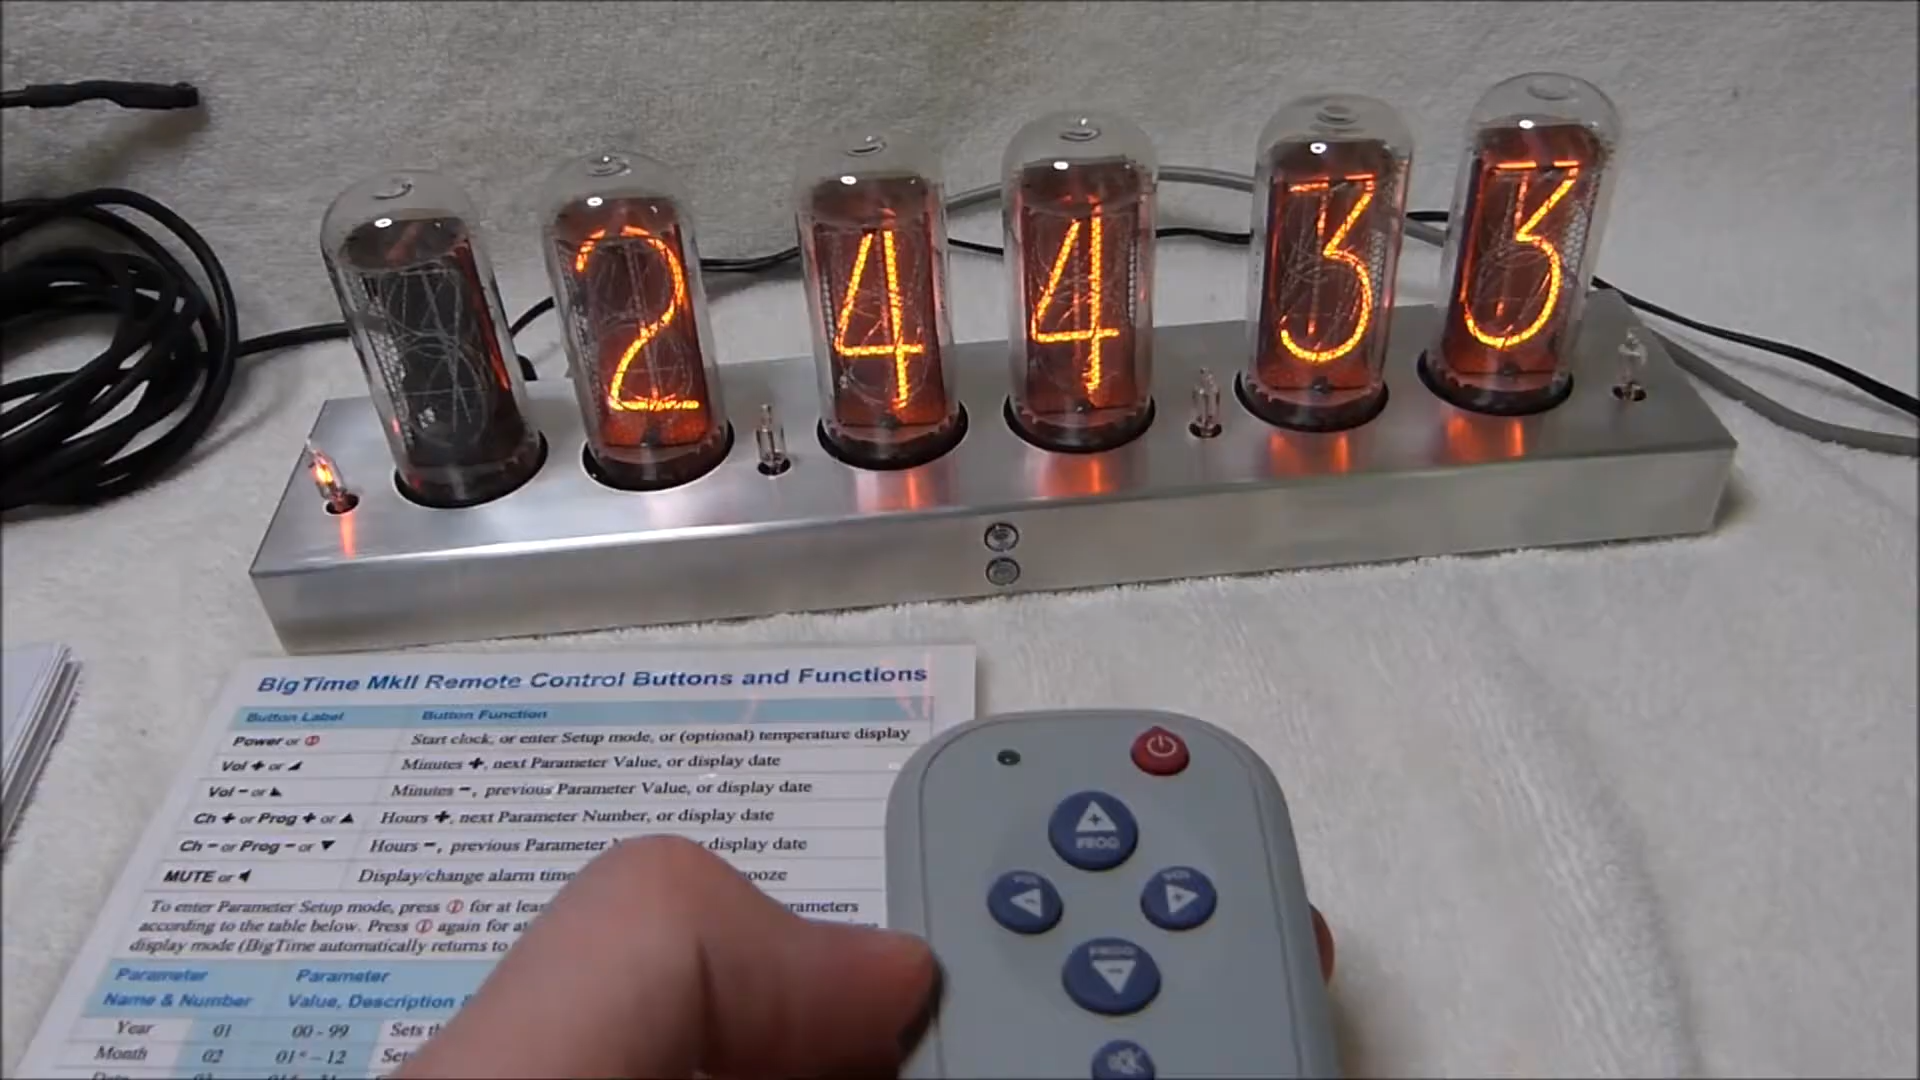 2 4 4 3 3
BigTime MkII Remote Control Buttons and Functions
Button Label Button Function
Power or Start clock, or enter Setup mode, or (optional) temperature display
Vol + or Minutes +, next Parameter Value, or display date
Vol - or Minutes -, previous Parameter Value, or display date
Ch + or Prog + or ▲ Hours +, next Parameter Number, or display date
Ch - or Prog - or ▼ Hours -, previous Parameter display date
MUTE or Display/change alarm time
To enter Parameter Setup mode, press for at
according to the table below. Press again for
display mode (BigTime automatically returns to
Parameter Parameter
Name & Number Value, Description
Year 01 00 - 99 Sets
Month 02 01* - 12
+
PROG
VOL
-
VOL
+
PROG
-